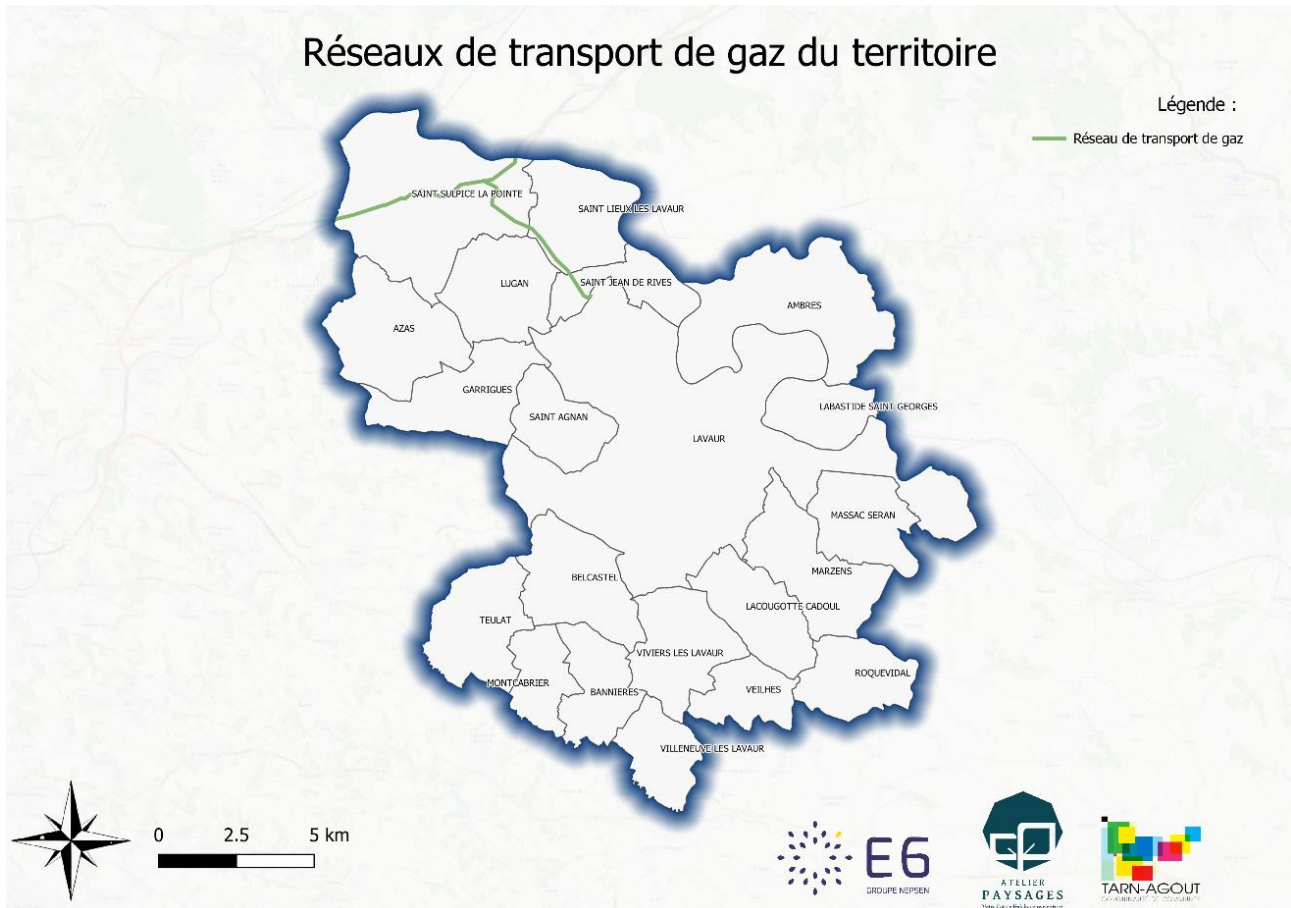 Réseaux de transport de gaz du territoire
Légende :
Réseau de transport de gaz
SAINT SULPICE LA POINTE
SAINT LIEUX LES LAVAUR
LUGAN
SAINT JEAN DE RIVES
AMBRES
AZAS
GARRIGUES
SAINT AGNAN
LABASTIDE SAINT GEORGES
LAVAUR
MASSAC SERAN
BELCASTEL
MARZENS
LACOUGOTTE CADOUL
TEULAT
VIVIERS LES LAVAUR
ROQUEVIDAL
MONTCABRIER
BANNIERES
VEILHES
VILLENEUVE LES LAVAUR
0 2.5 5 km
E6
GROUPE NEPSEN
ATELIER
PAYSAGES
TARN-AGOUT
COMMUNAUTÉ DE COMMUNES